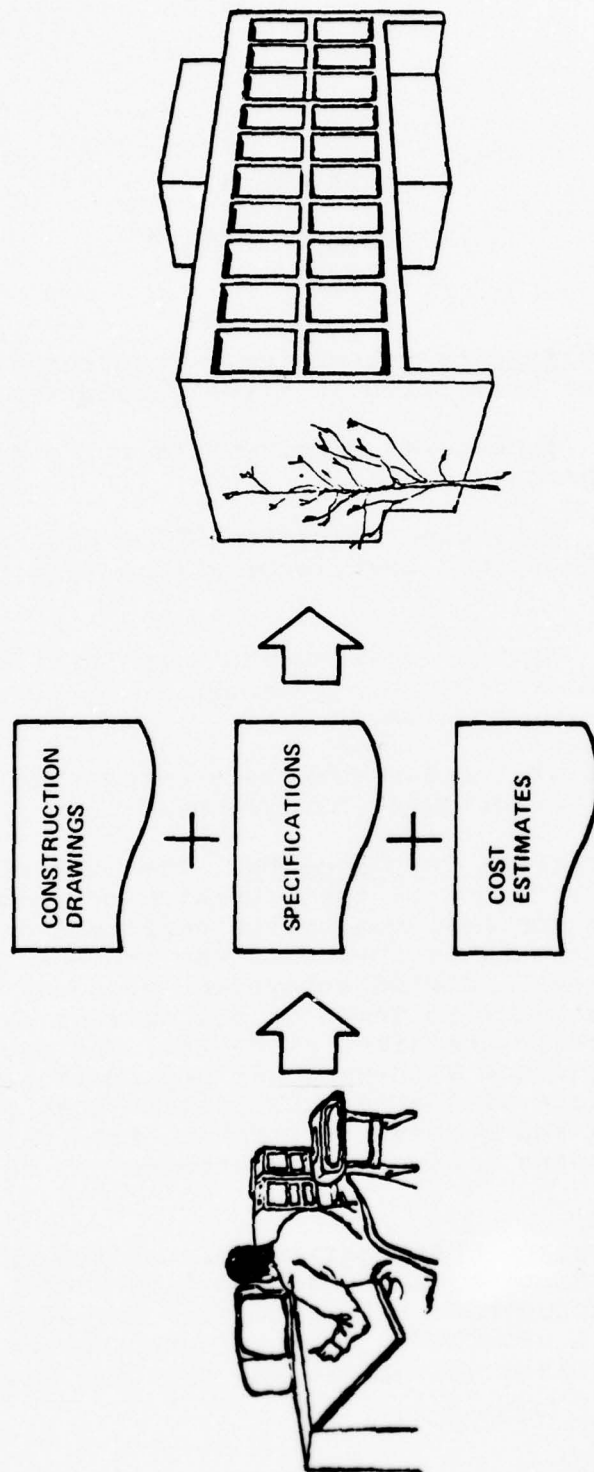 CONSTRUCTION
DRAWINGS
+
SPECIFICATIONS
+
COST
ESTIMATES